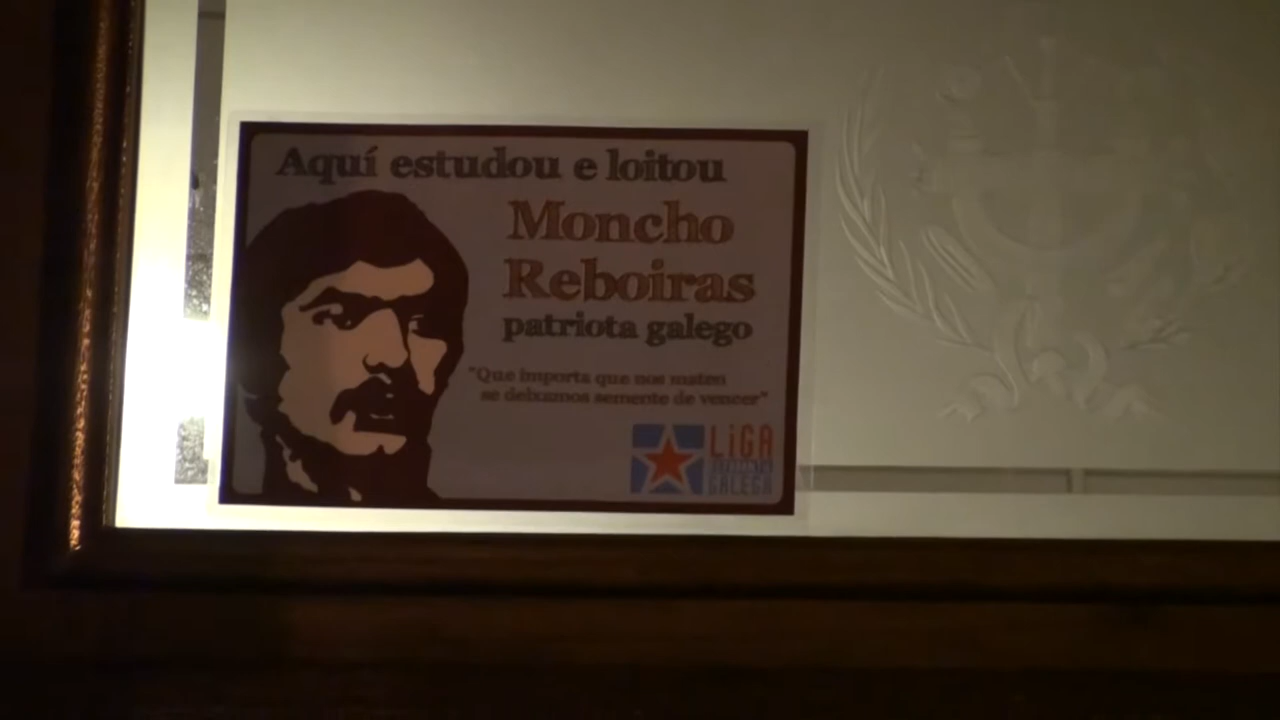 Aquí estudou e loitou
Moncho
Reboiras
patriota galego
"Que importa que nos maten
se deixamos semente de vencer"
LiGA
ESTUDANTIL
GALEGA